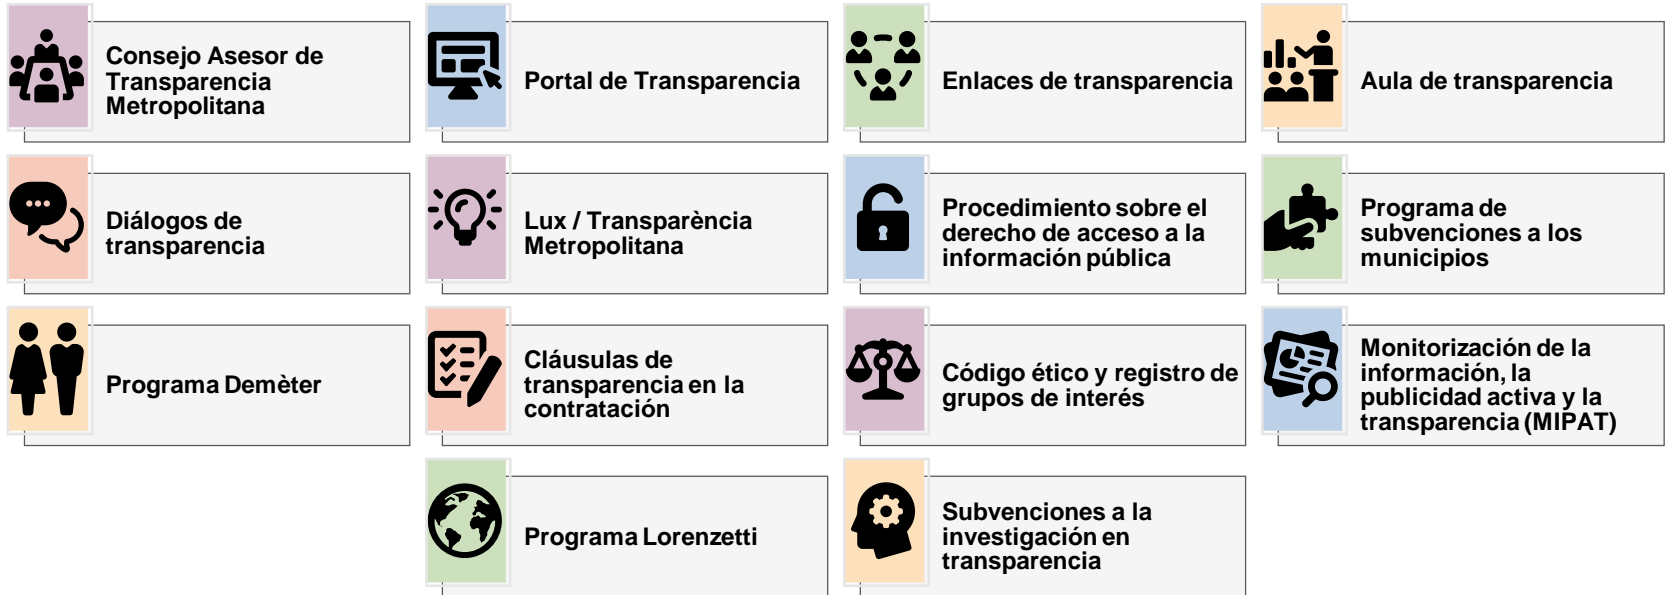 Consejo Asesor de
Transparencia
Metropolitana
Portal de Transparencia
Enlaces de transparencia
Aula de transparencia
Diálogos de
transparencia
Lux / Transparència
Metropolitana
Procedimiento sobre el
derecho de acceso a la
información pública
Programa de
subvenciones a los
municipios
Programa Demèter
Cláusulas de
transparencia en la
contratación
Código ético y registro de
grupos de interés
Monitorización de la
información, la
publicidad activa y la
transparencia (MIPAT)
Programa Lorenzetti
Subvenciones a la
investigación en
transparencia